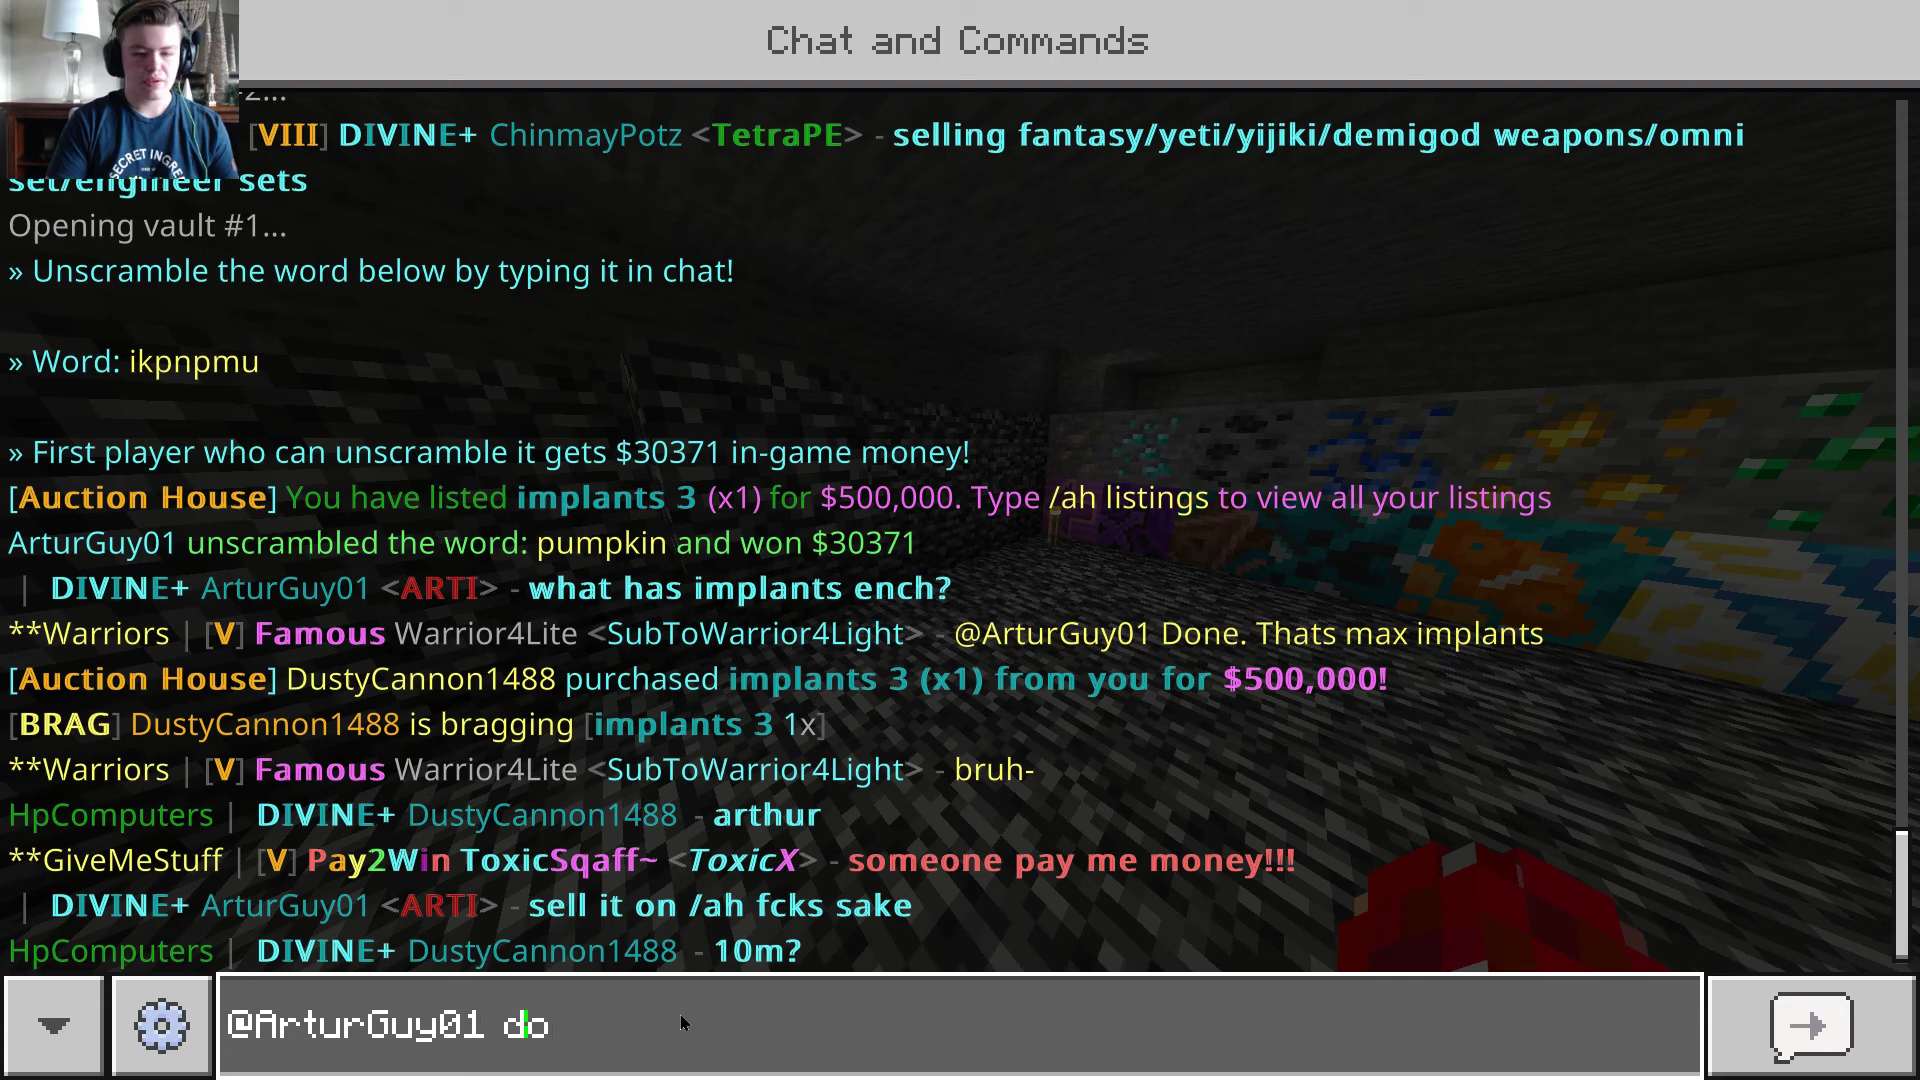 Chat and Commands
[VIII] DIVINE+ ChinmayPotz <TetraPE> - selling fantasy/yeti/yijiki/demigod weapons/omni
SECRET INGRE
set/engineer sets
Opening vault #1...
» Unscramble the word below by typing it in chat!
» Word: ikpnpmu
» First player who can unscramble it gets $30371 in-game money!
[Auction House] You have listed implants 3 (x1) for $500,000. Type /ah listings to view all your listings
ArturGuy01 unscrambled the word: pumpkin and won $30371
| DIVINE+ ArturGuy01 <ARTI> - what has implants ench?
**Warriors | [V] Famous Warrior4Lite <SubToWarrior4Light> - @ArturGuy01 Done. Thats max implants
[Auction House] DustyCannon1488 purchased implants 3 (x1) from you for $500,000!
[BRAG] DustyCannon1488 is bragging [implants 3 1x]
**Warriors | [V] Famous Warrior4Lite <SubToWarrior4Light> - bruh-
HpComputers | DIVINE+ DustyCannon1488 - arthur
**GiveMeStuff | [V] Pay2Win ToxicSqaff~ <ToxicX> - someone pay me money!!!
| DIVINE+ ArturGuy01 <ARTI> - sell it on /ah fcks sake
HpComputers | DIVINE+ DustyCannon1488 - 10m?
@ArturGuy01 do